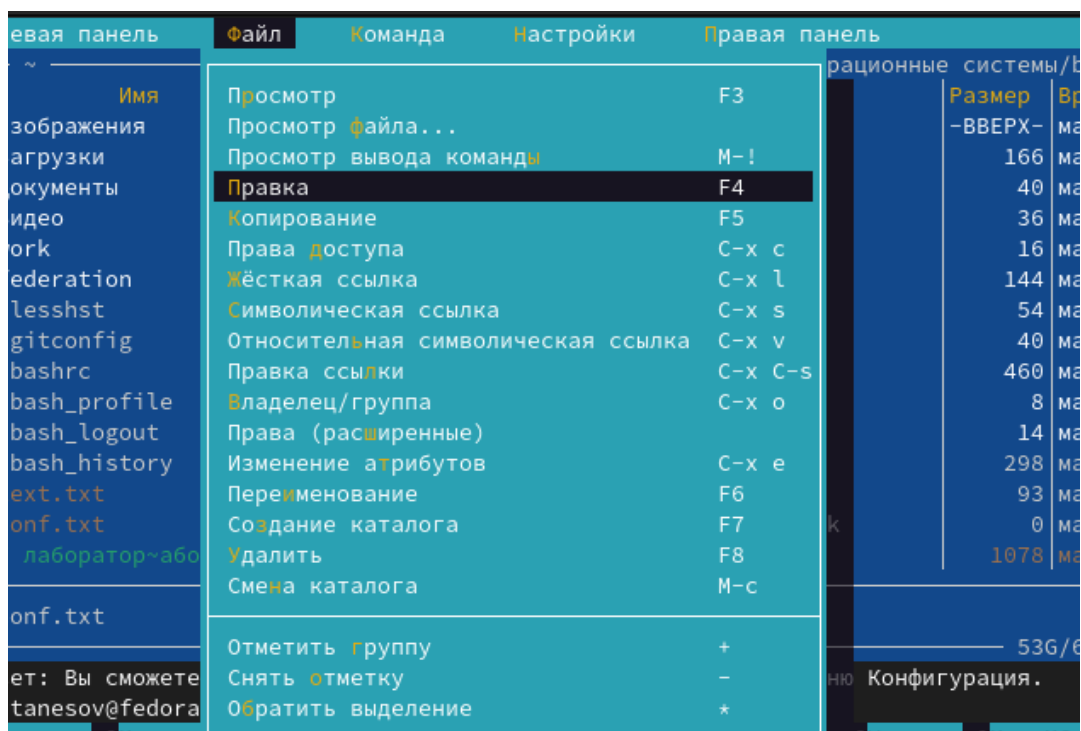 евая панель Файл Команда Настройки Правая панель
~ рационные системы/b
Имя Размер Вр
Просмотр F3
зображения Просмотр файла... -ВВЕРХ- ма
агрузки Просмотр вывода команды M-! 166 ма
окументы Правка F4 40 ма
идео Копирование F5 36 ма
ork Права доступа C-x c 16 ма
ederation Жёсткая ссылка C-x l 144 ма
lesshst Символическая ссылка C-x s 54 ма
gitconfig Относительная символическая ссылка C-x v 40 ма
bashrc Правка ссылки C-x C-s 460 ма
bash_profile Владелец/группа C-x o 8 ма
bash_logout Права (расширенные) 14 ма
bash_history Изменение атрибутов C-x e 298 ма
ext.txt Переименование F6 93 ма
onf.txt Создание каталога F7 k 0 ма
лаборатор~або Удалить F8 1078 ма
Смена каталога M-c
onf.txt
Отметить группу + 53G/6
ет: Вы сможете Снять отметку - ню Конфигурация.
tanesov@fedora Обратить выделение *